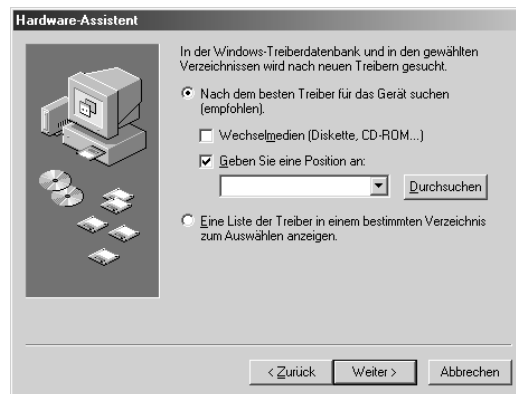 Hardware-Assistent
In der Windows-Treiberdatenbank und in den gewählten
Verzeichnissen wird nach neuen Treibern gesucht.
Nach dem besten Treiber für das Gerät suchen
(empfohlen).
Wechselmedien (Diskette, CD-ROM...)
Geben Sie eine Position an:
Durchsuchen
Eine Liste der Treiber in einem bestimmten Verzeichnis
zum Auswählen anzeigen.
< Zurück Weiter > Abbrechen